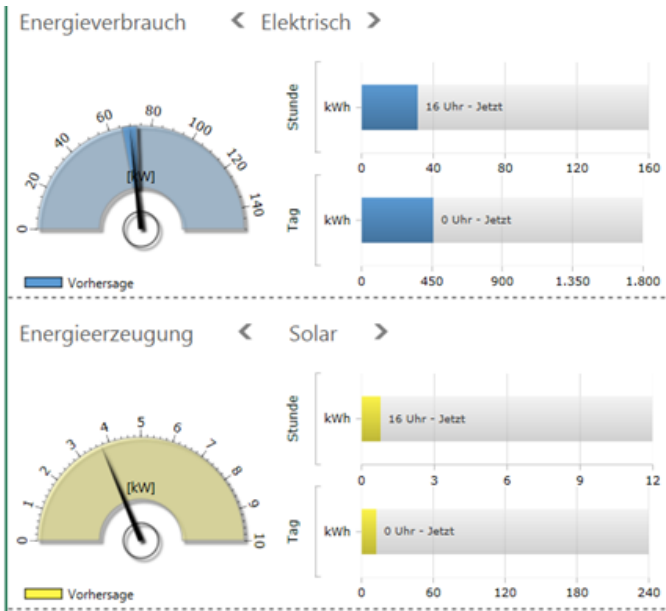 Energieverbrauch < Elektrisch >
0 20 40 60 80 100 120 140
[kW]
Vorhersage
Stunde kWh 16 Uhr - Jetzt
0 40 80 120 160
Tag kWh 0 Uhr - Jetzt
0 450 900 1.350 1.800
Energieerzeugung < Solar >
0 1 2 3 4 5 6 7 8 9 10
[kW]
Vorhersage
Stunde kWh 16 Uhr - Jetzt
0 3 6 9 12
Tag kWh 0 Uhr - Jetzt
0 60 120 180 240